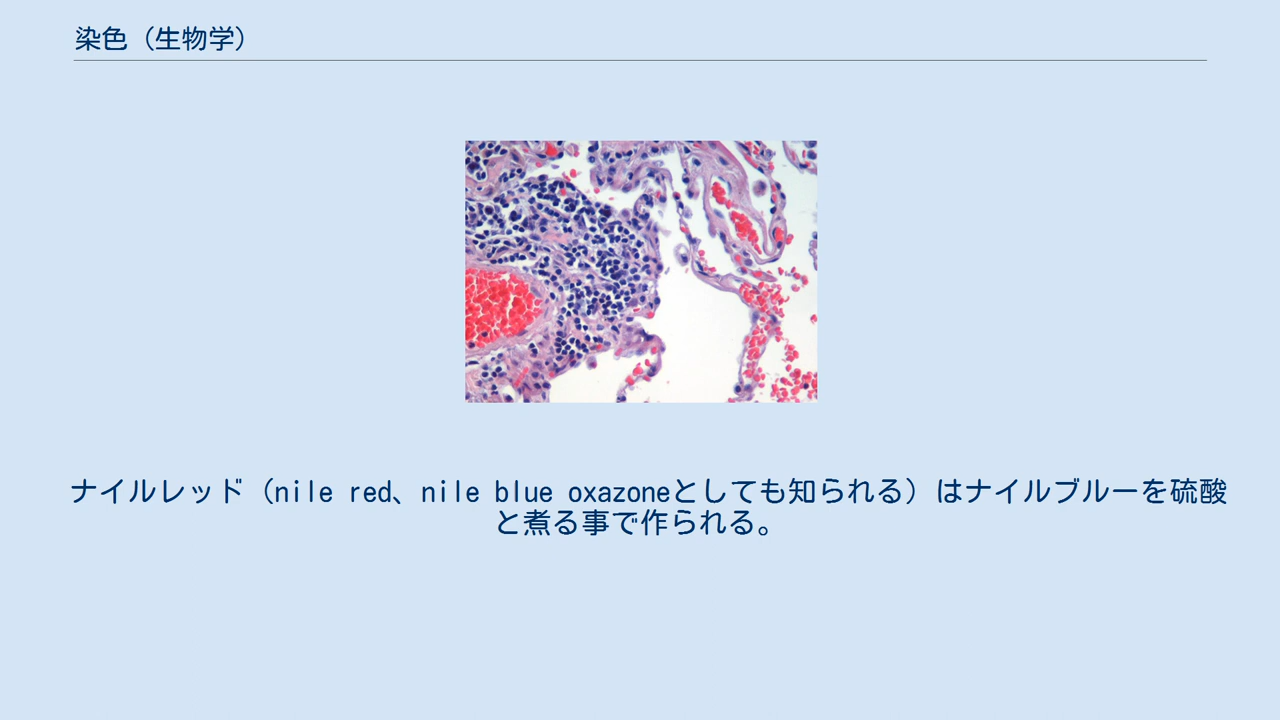 染色（生物学）
ナイルレッド（nile red、nile blue oxazoneとしても知られる）はナイルブルーを硫酸
と煮る事で作られる。